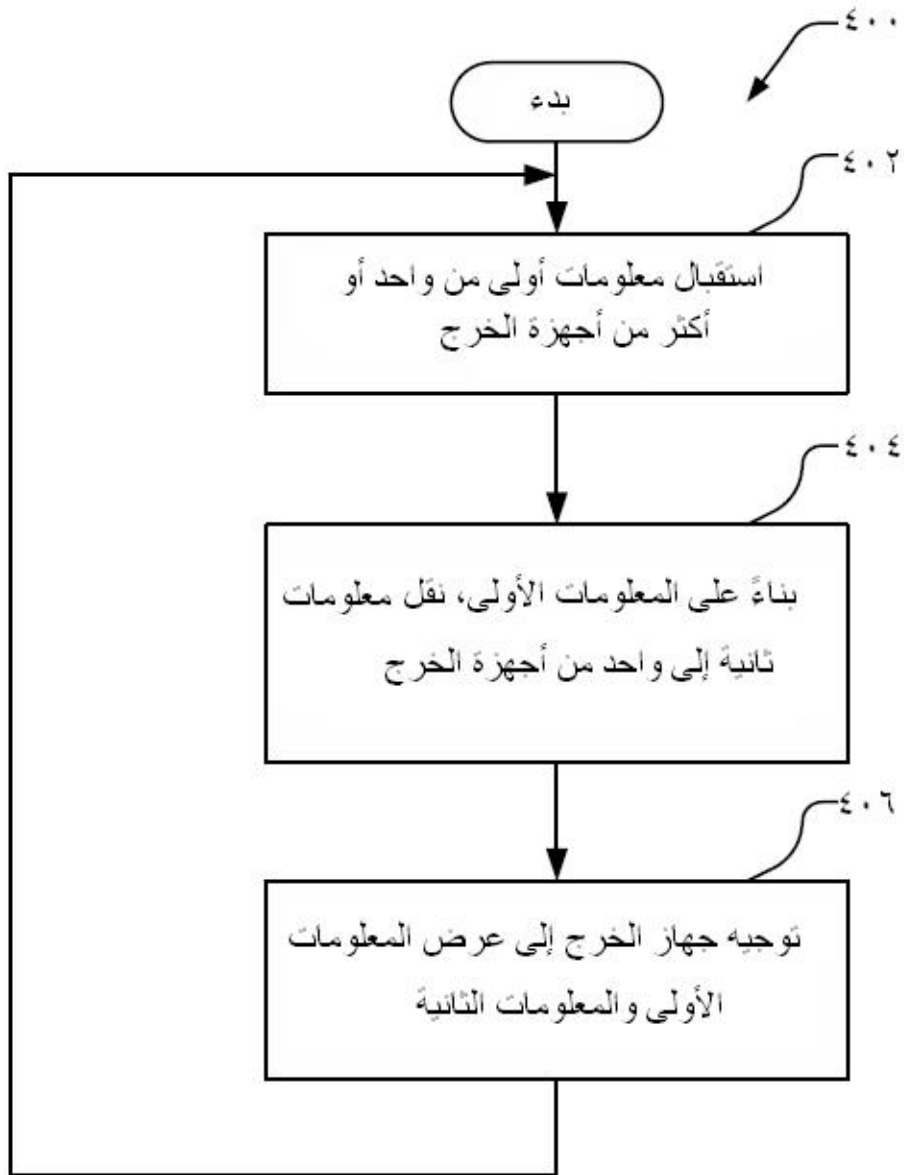 ٤٠٠
بدء
٤٠٢
استقبال معلومات أولى من واحد أو
أكثر من أجهزة الخرج
٤٠٤
بناءً على المعلومات الأولى، نقل معلومات
ثانية إلى واحد من أجهزة الخرج
٤٠٦
توجيه جهاز الخرج إلى عرض المعلومات
الأولى والمعلومات الثانية